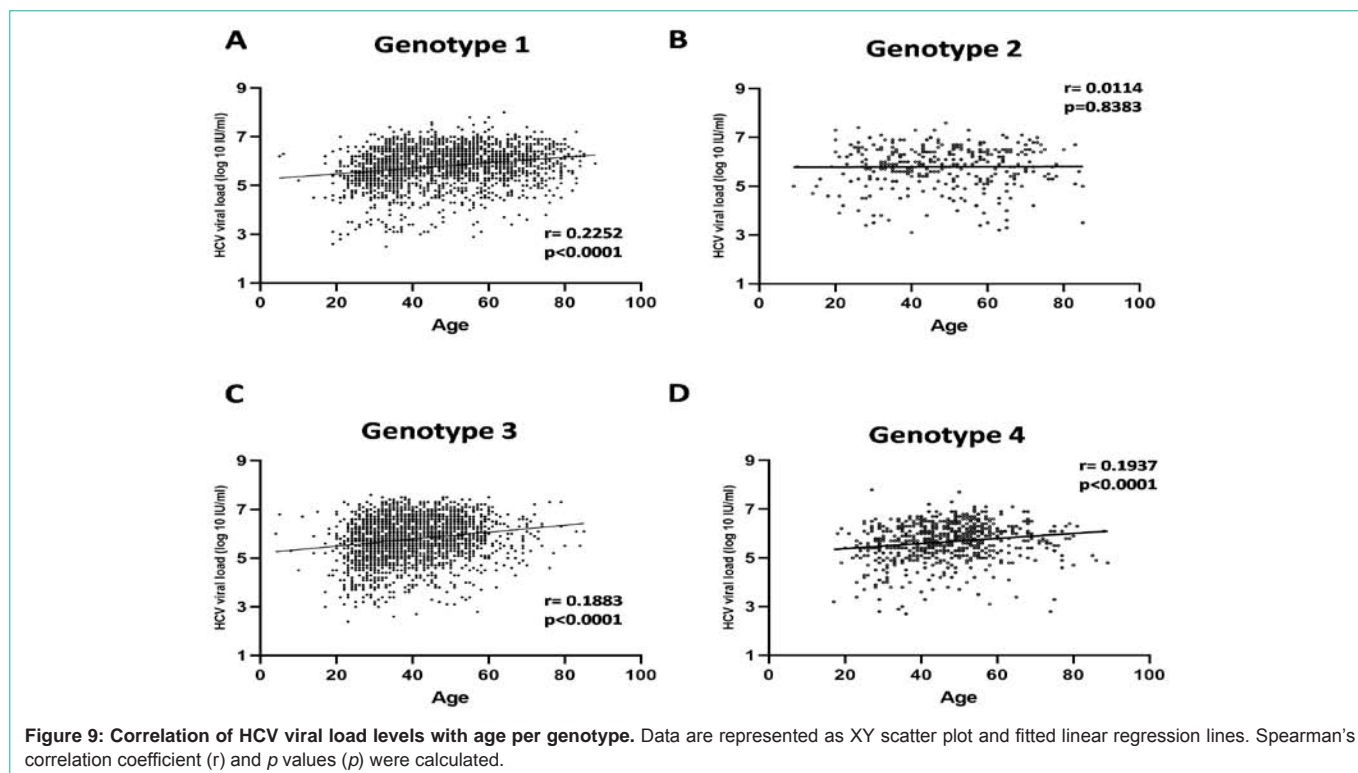 A
Genotype 1
HCV viral load (log 10 IU/ml)
9
7
5
3
1
r= 0.2252
p<0.0001
0 20 40 60 80 100
Age
B
Genotype 2
HCV viral load (log 10 IU/ml)
9
7
5
3
1
r= 0.0114
p=0.8383
0 20 40 60 80 100
Age
C
Genotype 3
HCV viral load (log 10 IU/ml)
9
7
5
3
1
r= 0.1883
p<0.0001
0 20 40 60 80 100
Age
D
Genotype 4
HCV viral load (log 10 IU/ml)
9
7
5
3
1
r= 0.1937
p<0.0001
0 20 40 60 80 100
Age
Figure 9: Correlation of HCV viral load levels with age per genotype. Data are represented as XY scatter plot and fitted linear regression lines. Spearman's
correlation coefficient (r) and p values (p) were calculated.